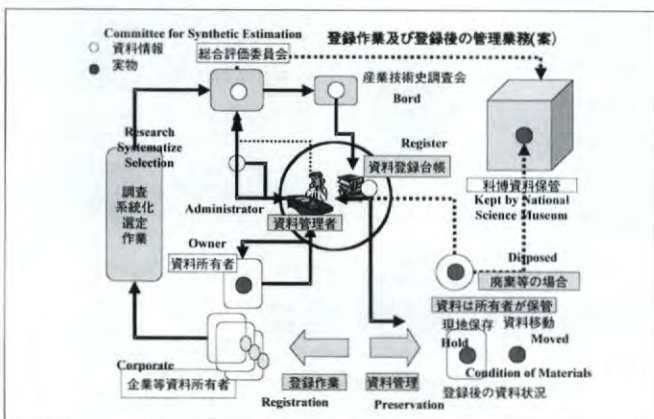 Committee for Synthetic Estimation
登録作業及び登録後の管理業務(案)
資料情報
実物
総合評価委員会
産業技術史調査会
Bord
Research
Systematize
Selection
Register
資料登録台帳
調査
系統化
選定
作業
科博資料保管
Kept by National
Science Museum
Administrator
資料管理者
Owner
資料所有者
Disposed
廃棄等の場合
資料は所有者が保管
現地保存
資料移動
Hold
Moved
Corporate
企業等資料所有者
登録作業
資料管理
Condition of Materials
Registration
Preservation
登録後の資料状況